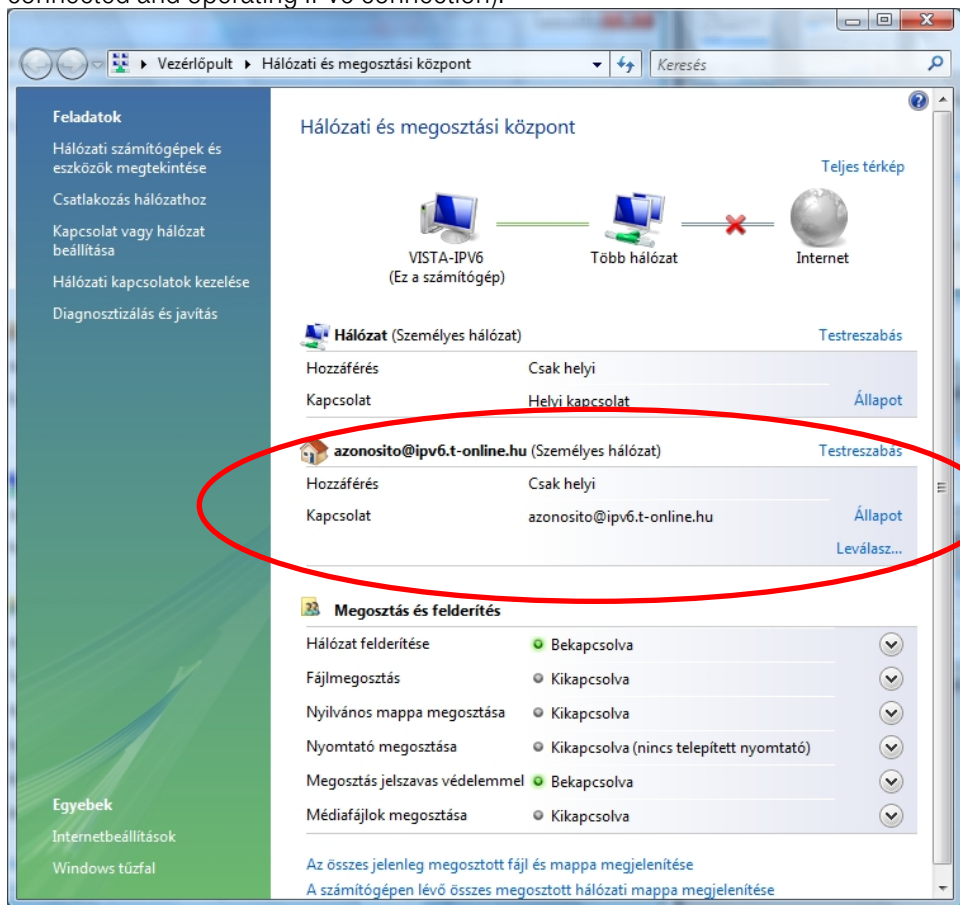 connected and operating IPv6 connection).
Vezérlőpult ▸ Hálózati és megosztási központ
Keresés
Feladatok
Hálózati számítógépek és
eszközök megtekintése
Csatlakozás hálózathoz
Kapcsolat vagy hálózat
beállítása
Hálózati kapcsolatok kezelése
Diagnosztizálás és javítás
Egyebek
Internetbeállítások
Windows tűzfal
Hálózati és megosztási központ
Teljes térkép
VISTA-IPV6
(Ez a számítógép)
Több hálózat
Internet
Hálózat (Személyes hálózat) Testreszabás
Hozzáférés Csak helyi
Kapcsolat Helyi kapcsolat Állapot
azonosito@ipv6.t-online.hu (Személyes hálózat) Testreszabás
Hozzáférés Csak helyi
Kapcsolat azonosito@ipv6.t-online.hu Állapot
Leválasz...
Megosztás és felderítés
Hálózat felderítése Bekapcsolva
Fájlmegosztás Kikapcsolva
Nyilvános mappa megosztása Kikapcsolva
Nyomtató megosztása Kikapcsolva (nincs telepített nyomtató)
Megosztás jelszavas védelemmel Bekapcsolva
Médiafájlok megosztása Kikapcsolva
Az összes jelenleg megosztott fájl és mappa megjelenítése
A számítógépen lévő összes megosztott hálózati mappa megjelenítése